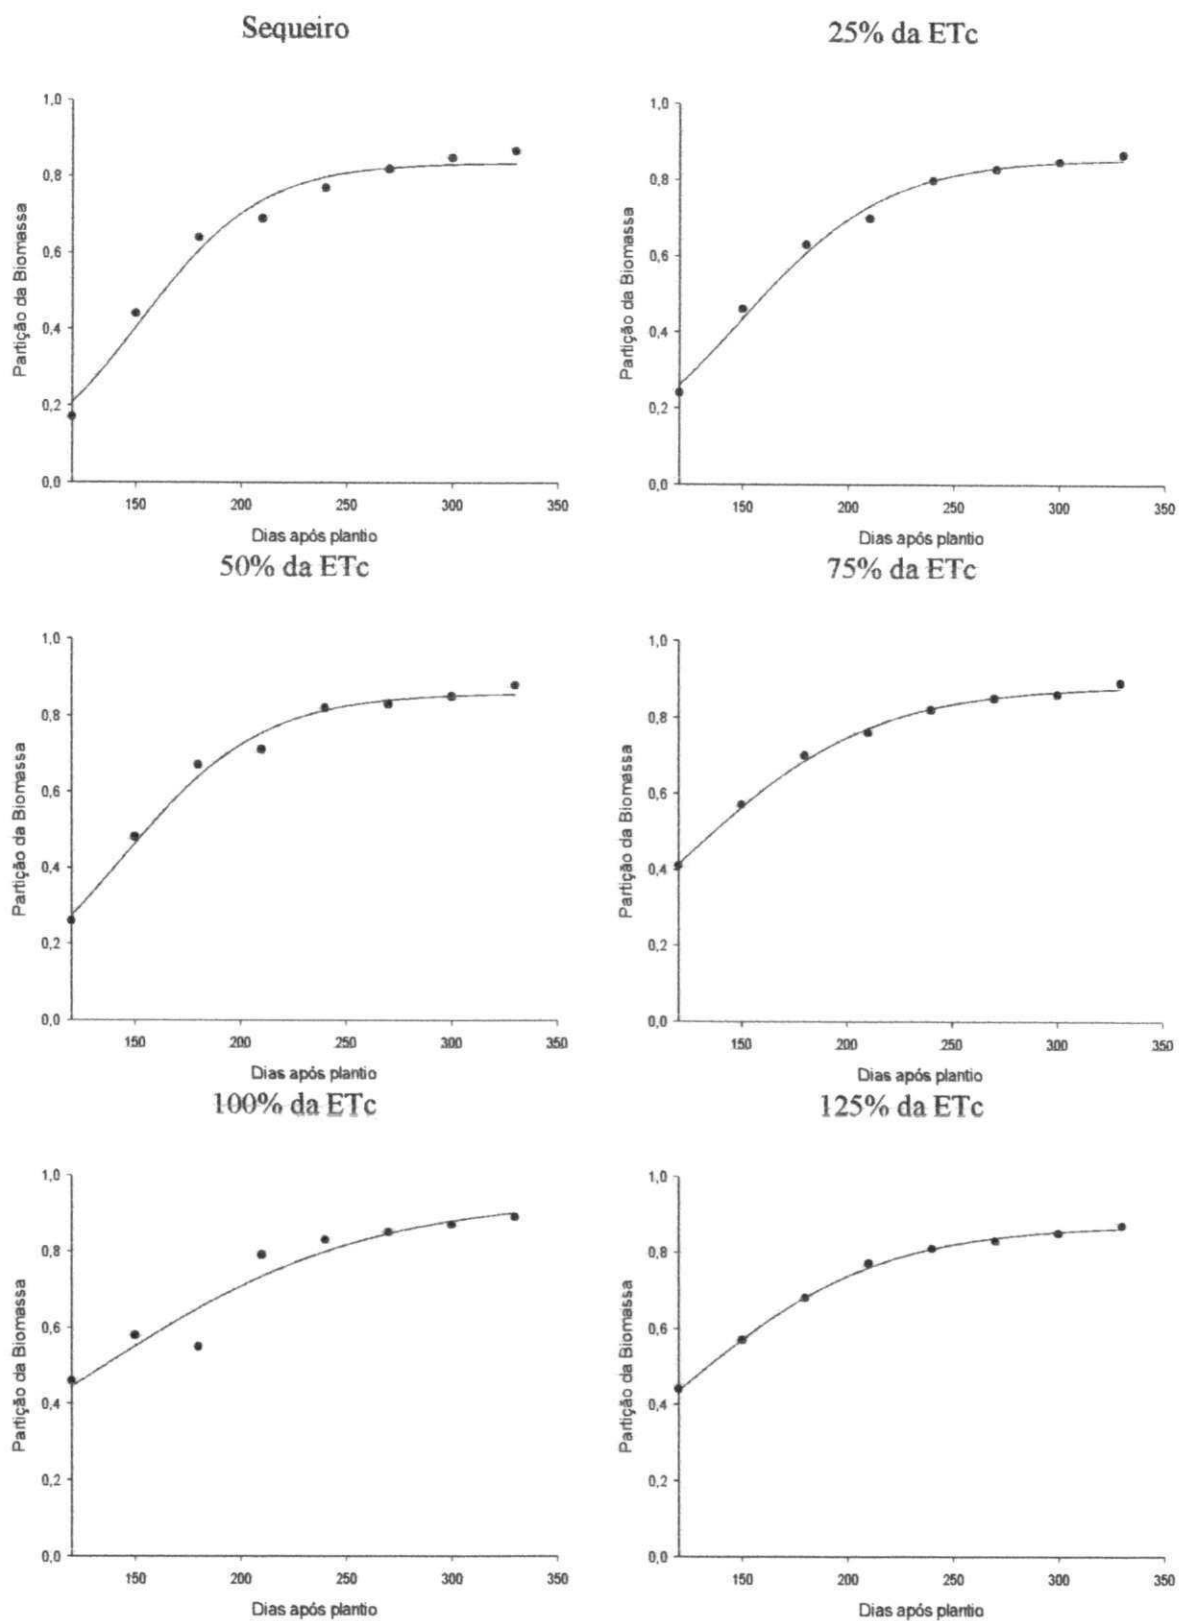 Sequeiro
1,0
0,8
0,6
0,4
0,2
0,0
Partição da Biomassa
150 200 250 300 350
Dias após plantio
25% da ETc
1,0
0,8
0,6
0,4
0,2
0,0
Partição da Biomassa
150 200 250 300 350
Dias após plantio
50% da ETc
1,0
0,8
0,6
0,4
0,2
0,0
Partição da Biomassa
150 200 250 300 350
Dias após plantio
75% da ETc
1,0
0,8
0,6
0,4
0,2
0,0
Partição da Biomassa
150 200 250 300 350
Dias após plantio
100% da ETc
1,0
0,8
0,6
0,4
0,2
0,0
Partição da Biomassa
150 200 250 300 350
Dias após plantio
125% da ETc
1,0
0,8
0,6
0,4
0,2
0,0
Partição da Biomassa
150 200 250 300 350
Dias após plantio